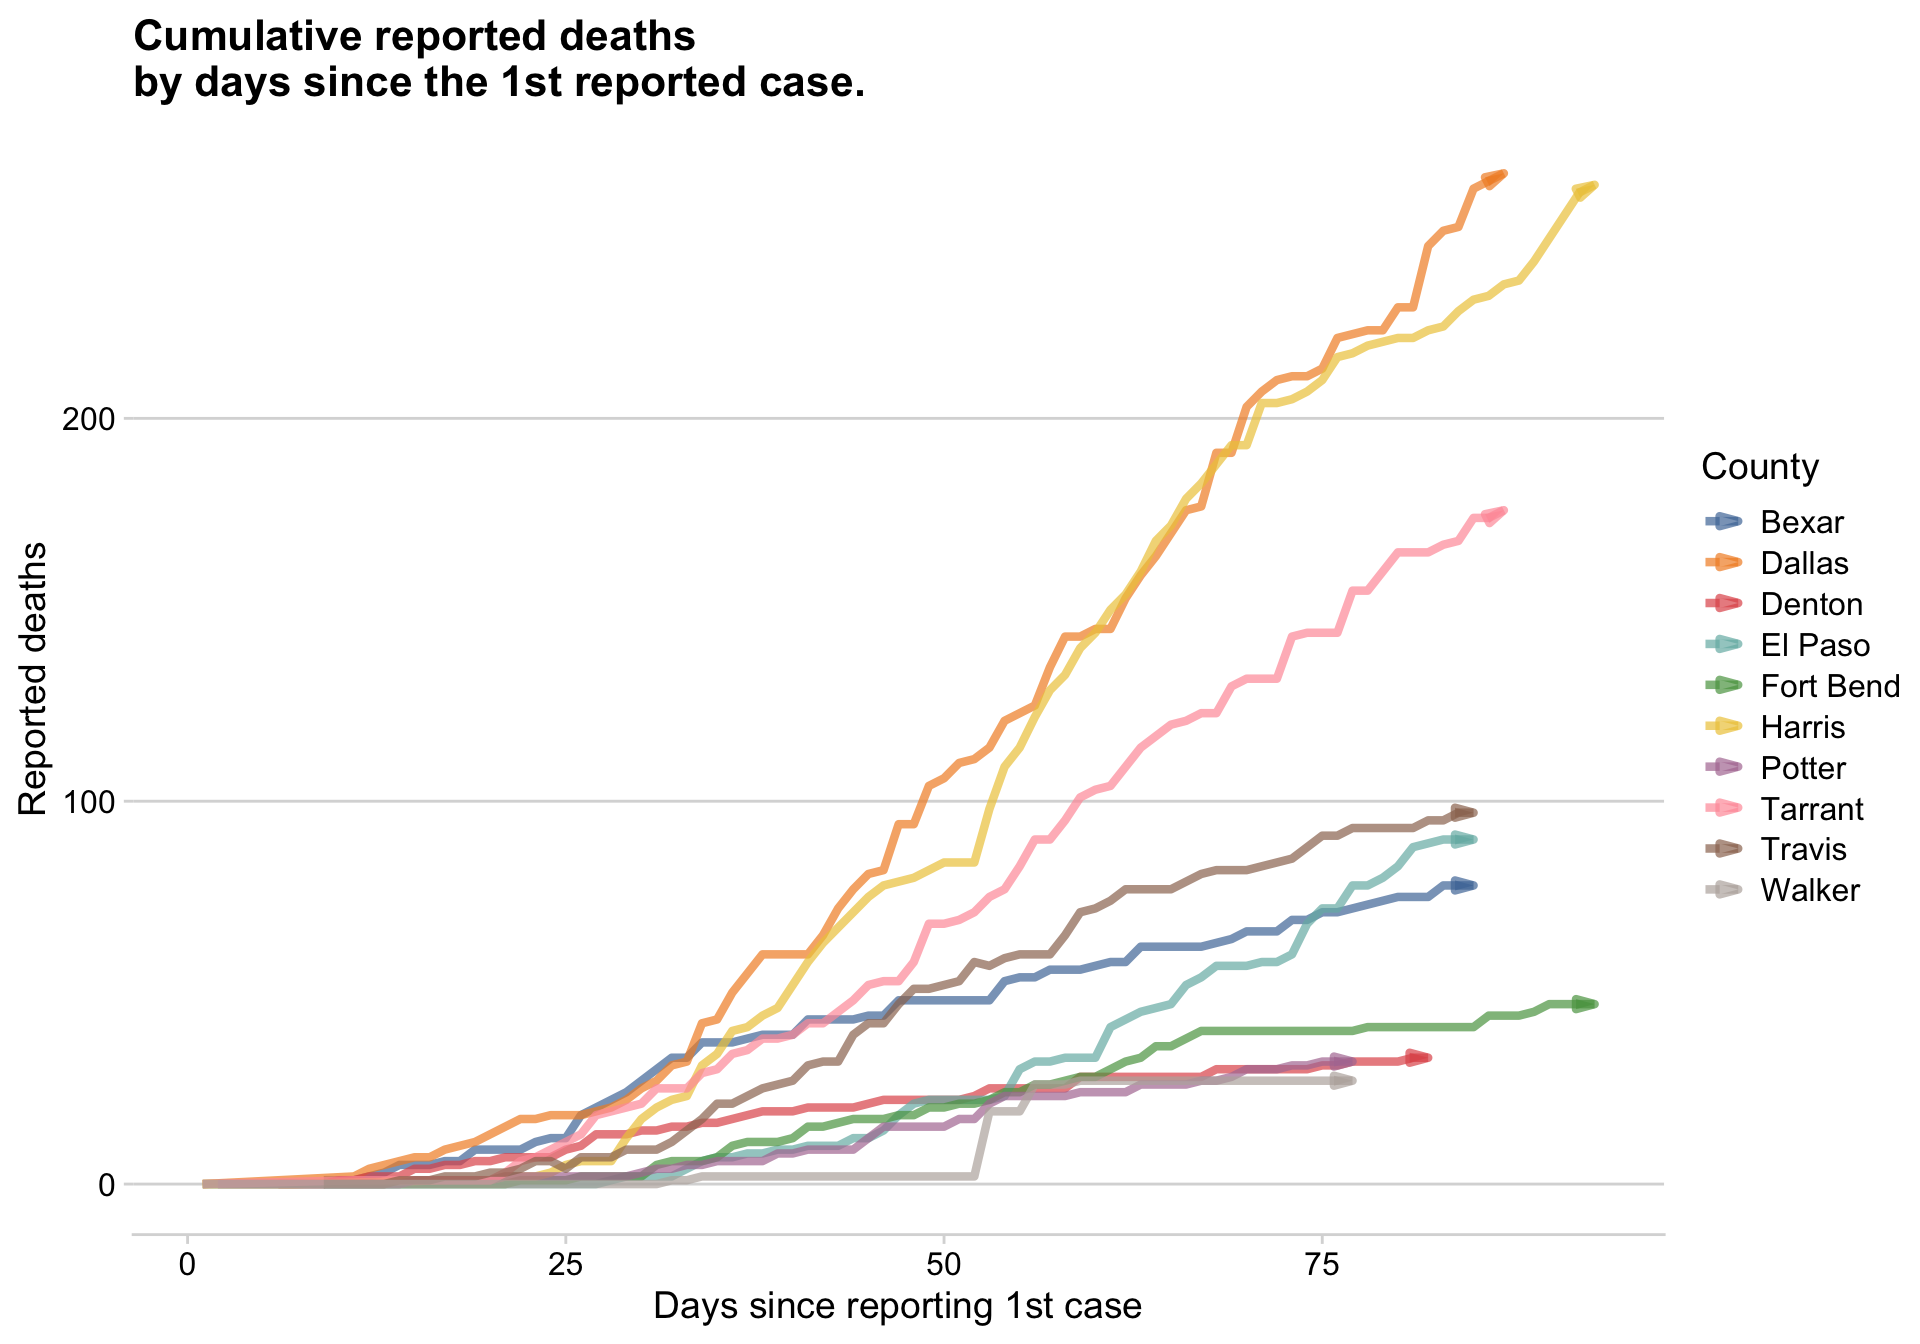 Cumulative reported deaths
by days since the 1st reported case.
Reported deaths
200
100
0
0 25 50 75
Days since reporting 1st case
County
Bexar
Dallas
Denton
El Paso
Fort Bend
Harris
Potter
Tarrant
Travis
Walker